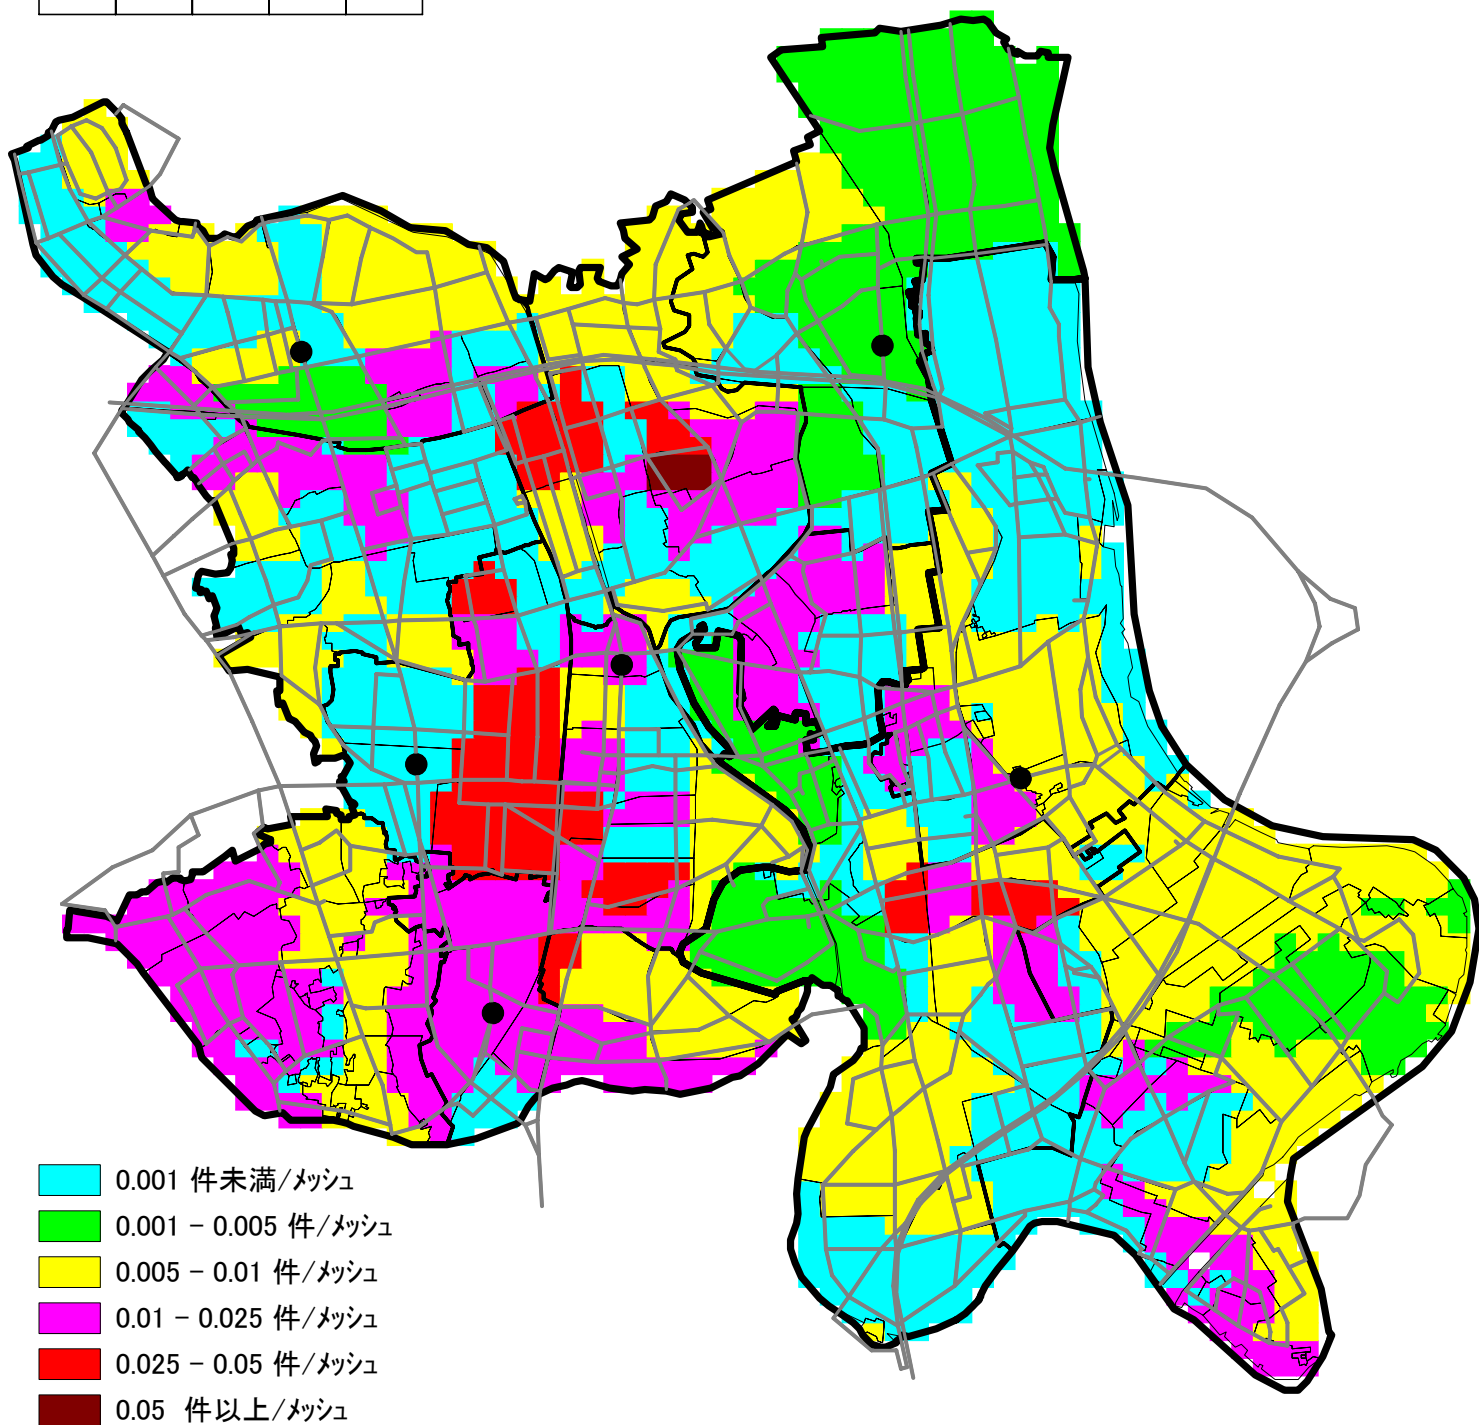 0.001 件未満/メッシュ
0.001 - 0.005 件/メッシュ
0.005 - 0.01 件/メッシュ
0.01 - 0.025 件/メッシュ
0.025 - 0.05 件/メッシュ
0.05 件以上/メッシュ